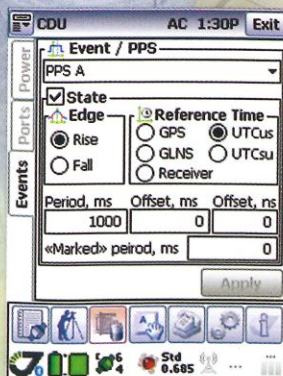 CDU AC 1:30P Exit
Power
Ports
Events
Event / PPS
PPS A
State
Edge
Rise
Fall
Reference Time
GPS UTCus
GLNS UTCsu
Receiver
Period, ms Offset, ms Offset, ns
1000 0 0
«Marked» peirod, ms 0
Apply
6
4
Std
0.685
...